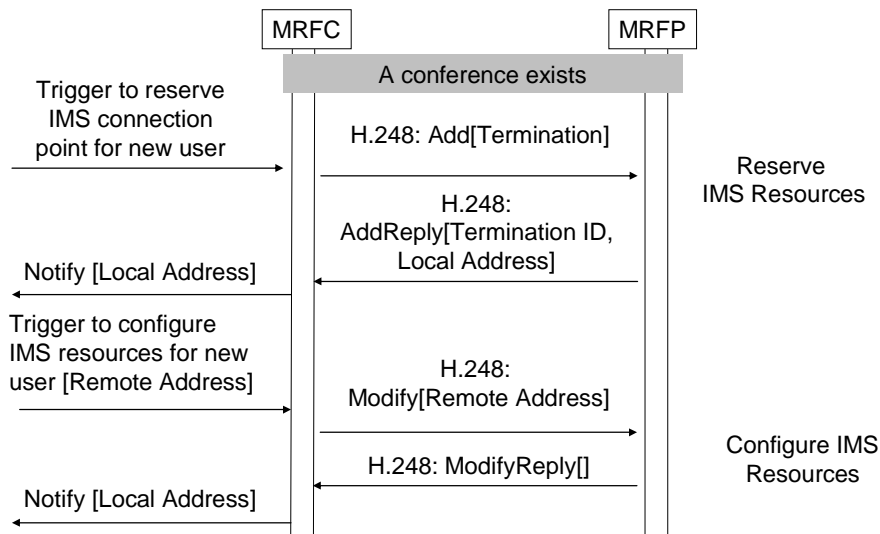 MRFC
MRFP
A conference exists
Trigger to reserve
IMS connection
point for new user
H.248: Add[Termination]
Reserve
IMS Resources
H.248:
AddReply[Termination ID,
Local Address]
Notify [Local Address]
Trigger to configure
IMS resources for new
user [Remote Address]
H.248:
Modify[Remote Address]
Configure IMS
Resources
H.248: ModifyReply[]
Notify [Local Address]